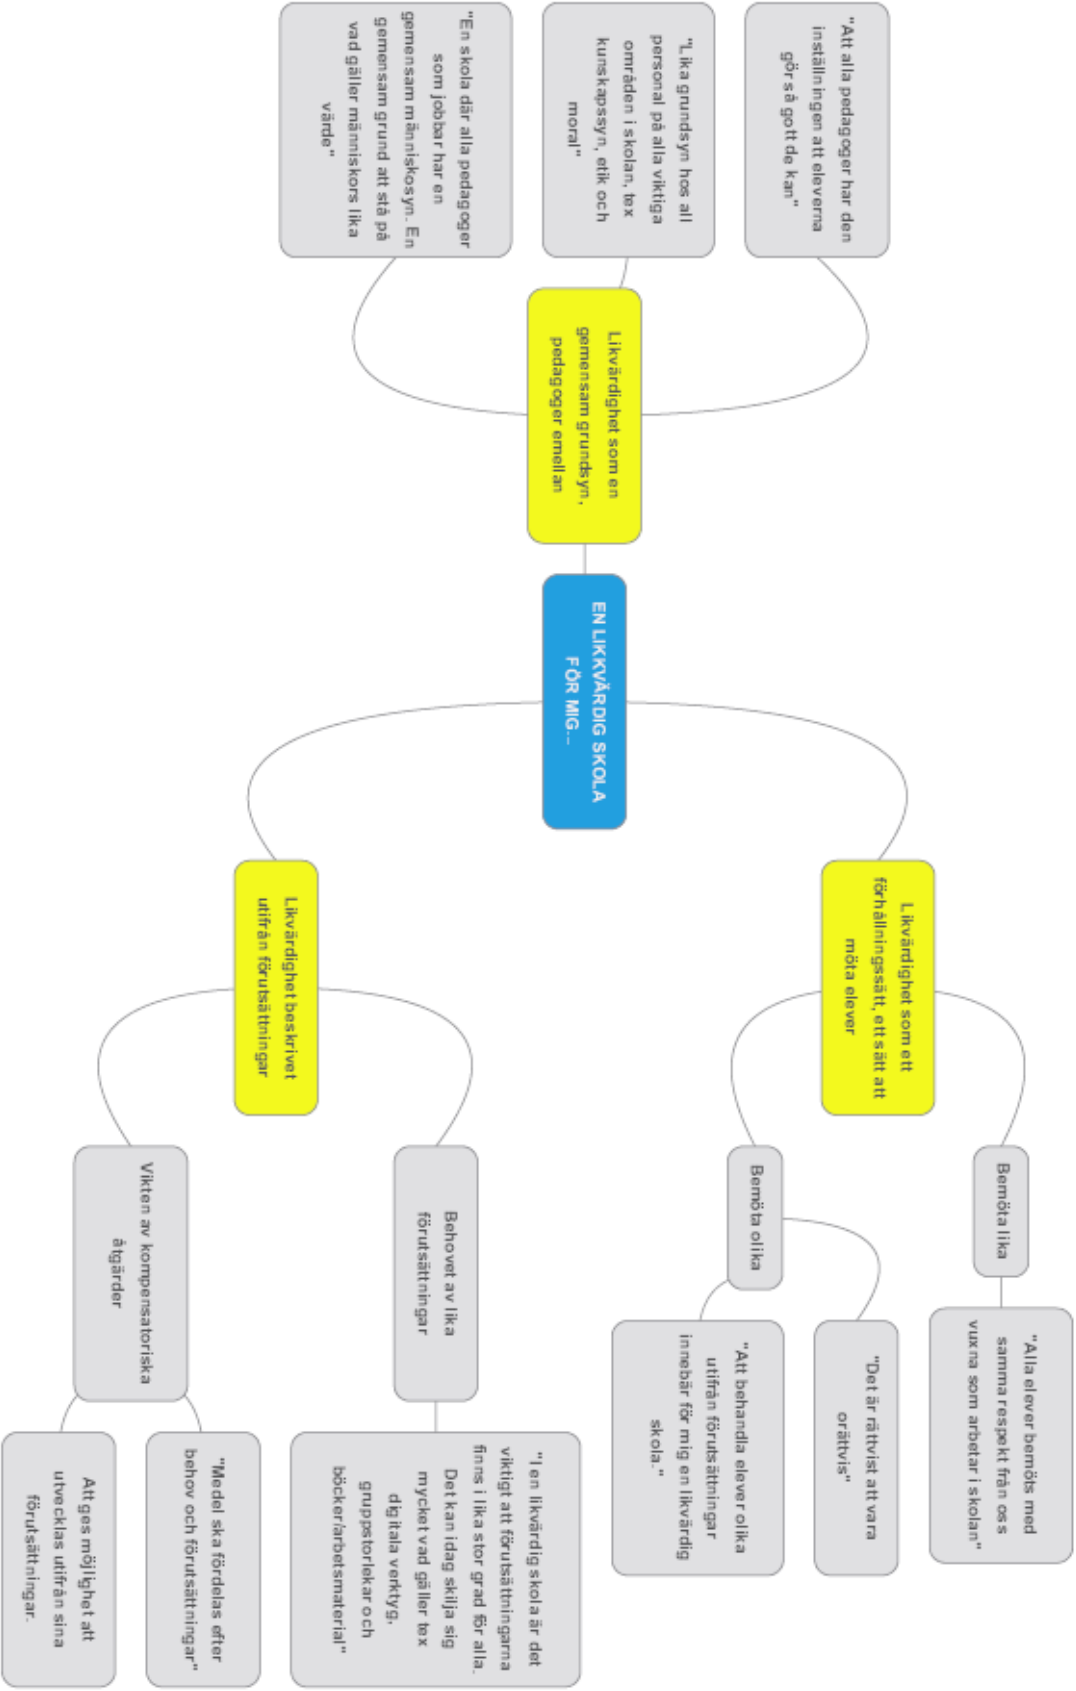 "Att alla pedagoger har den
inställningen att eleverna
gör så gott de kan"
"Lika grundsyn hos all
personal på alla viktiga
områden i skolan, tex
kunskapssyn, etik och
moral"
"En skola där alla pedagoger
som jobbar har en
gemensam människosyn. En
gemensam grund att stå på
vad gäller människors lika
värde"
Likvärdighet som en
gemensam grundsyn,
pedagoger emellan
EN LIKKVÄRDIG SKOLA
FÖR MIG...
Likvärdighet som ett
förhållningssätt, ett sätt att
möta elever
Bemöta lika
"Alla elever bemöts med
samma respekt från oss
vuxna som arbetar i skolan"
Bemöta olika
"Det är rättvist att vara
orättvis"
"Att behandla elever olika
utifrån förutsättningar
innebär för mig en likvärdig
skola."
Likvärdighet beskrivet
utifrån förutsättningar
Behovet av lika
förutsättningar
"I en likvärdig skola är det
viktigt att förutsättningarna
finns i lika stor grad för alla.
Det kan idag skilja sig
mycket vad gäller tex
digitala verktyg,
gruppstorlekar och
böcker/arbetsmaterial"
Vikten av kompensatoriska
åtgärder
"Medel ska fördelas efter
behov och förutsättningar"
Att ges möjlighet att
utvecklas utifrån sina
förutsättningar.